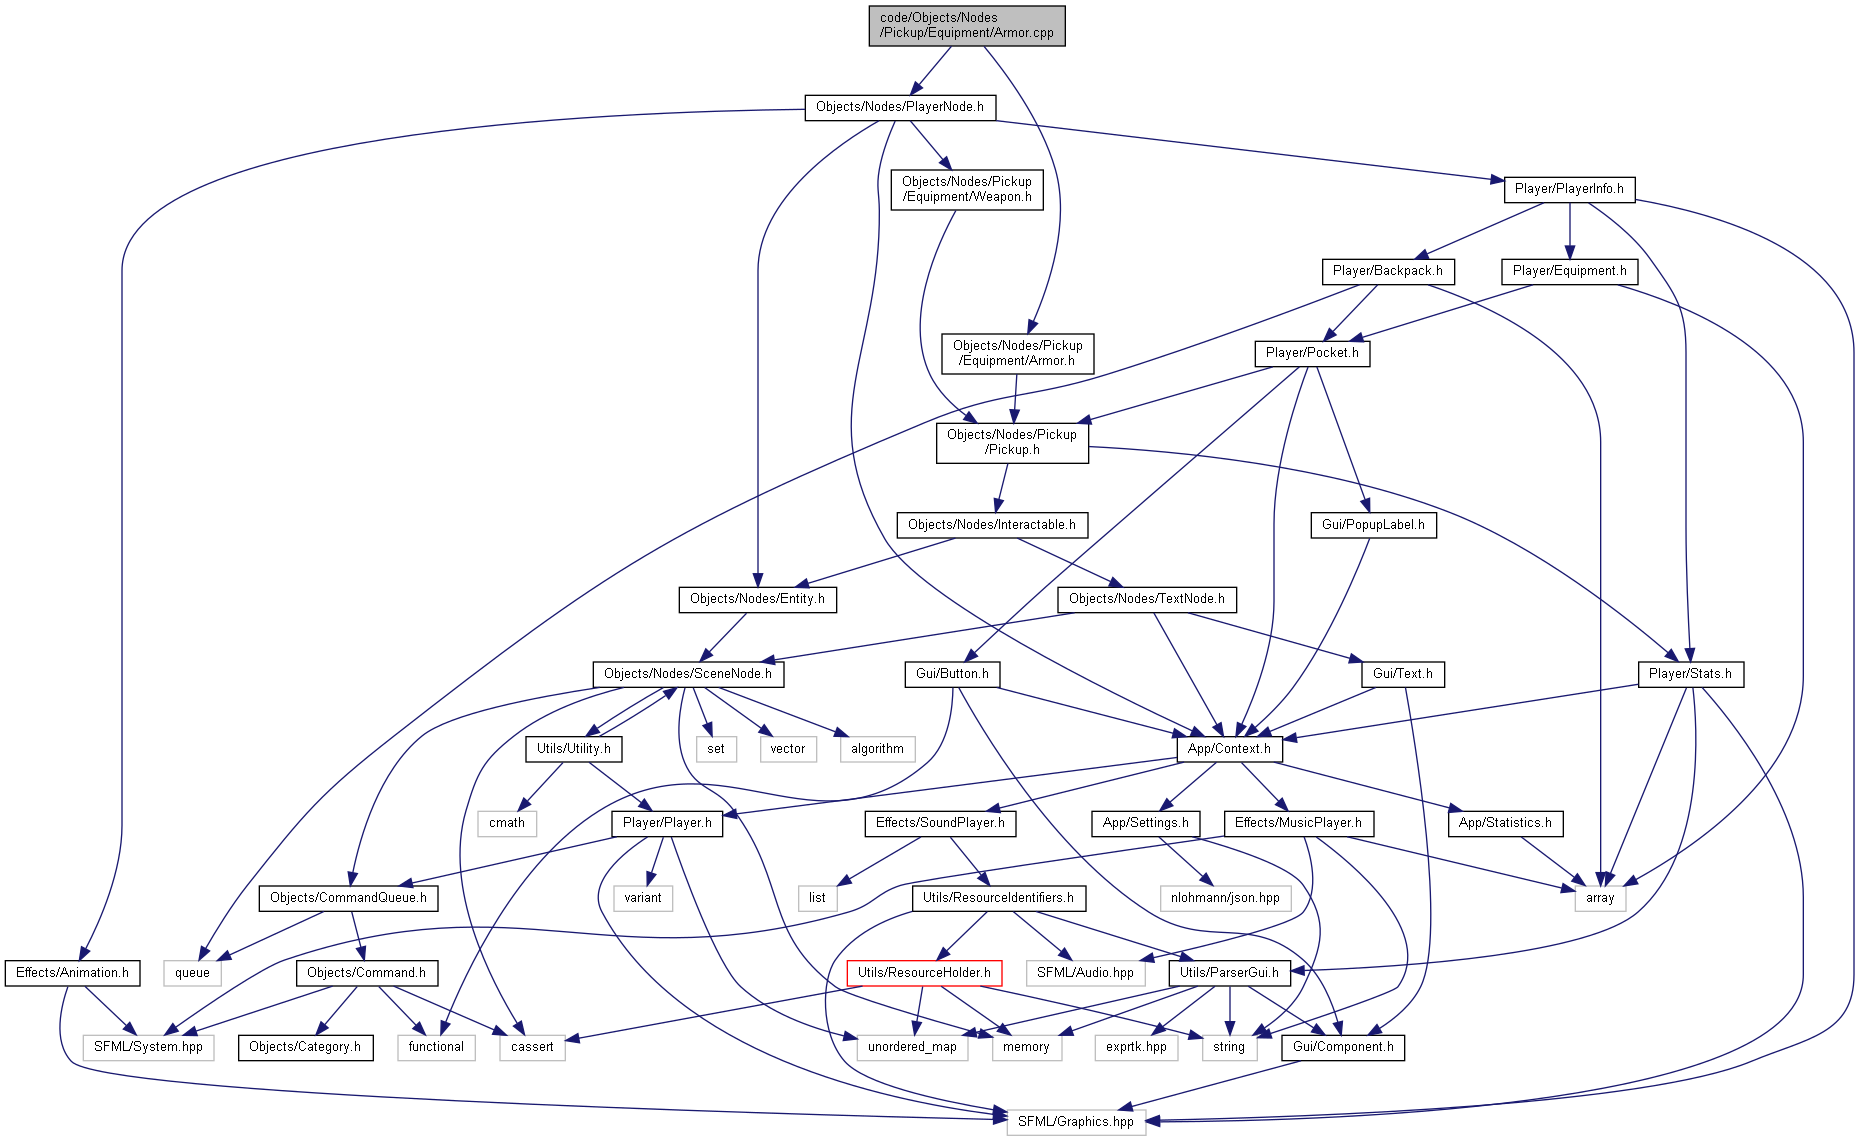 code/Objects/Nodes
/Pickup/Equipment/Armor.cpp
Objects/Nodes/PlayerNode.h
Objects/Nodes/Pickup
/Equipment/Weapon.h
Player/PlayerInfo.h
Player/Backpack.h
Player/Equipment.h
Objects/Nodes/Pickup
/Equipment/Armor.h
Player/Pocket.h
Objects/Nodes/Pickup
/Pickup.h
Objects/Nodes/Interactable.h
Gui/PopupLabel.h
Objects/Nodes/Entity.h
Objects/Nodes/TextNode.h
Objects/Nodes/SceneNode.h
Gui/Button.h
Gui/Text.h
Player/Stats.h
Utils/Utility.h
set
vector
algorithm
App/Context.h
cmath
Player/Player.h
Effects/SoundPlayer.h
App/Settings.h
Effects/MusicPlayer.h
App/Statistics.h
Objects/CommandQueue.h
variant
list
Utils/ResourceIdentifiers.h
nlohmann/json.hpp
array
Effects/Animation.h
queue
Objects/Command.h
Utils/ResourceHolder.h
SFML/Audio.hpp
Utils/ParserGui.h
SFML/System.hpp
Objects/Category.h
functional
cassert
unordered_map
memory
exprtk.hpp
string
Gui/Component.h
SFML/Graphics.hpp